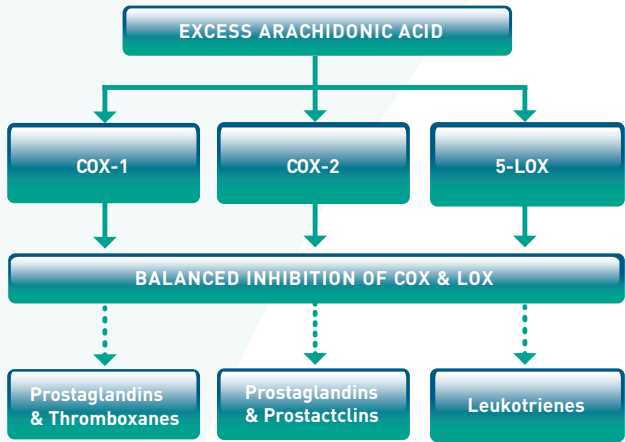 EXCESS ARACHIDONIC ACID
COX-1
COX-2
5-LOX
BALANCED INHIBITION OF COX & LOX
Prostaglandins
& Thromboxanes
Prostaglandins
& Prostactclins
Leukotrienes